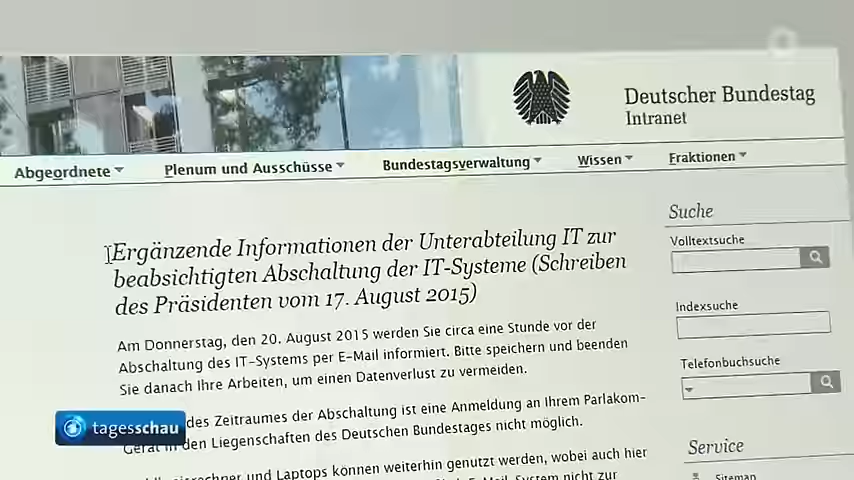 Deutscher Bundestag
Intranet
Abgeordnete
Plenum und Ausschüsse
Bundestagsverwaltung
Wissen
Fraktionen
Ergänzende Informationen der Unterabteilung IT zur
beabsichtigten Abschaltung der IT-Systeme (Schreiben
des Präsidenten vom 17. August 2015)
Am Donnerstag, den 20. August 2015 werden Sie circa eine Stunde vor der
Abschaltung des IT-Systems per E-Mail informiert. Bitte speichern und beenden
Sie danach Ihre Arbeiten, um einen Datenverlust zu vermeiden.
des Zeitraumes der Abschaltung ist eine Anmeldung an Ihrem Parlakom-
Gerät in den Liegenschaften des Deutschen Bundestages nicht möglich.
und Laptops können weiterhin genutzt werden, wobei auch hier
E-Mail-System nicht zur
Suche
Volltextsuche
Indexsuche
Telefonbuchsuche
Service
Sitemap
tagesschau